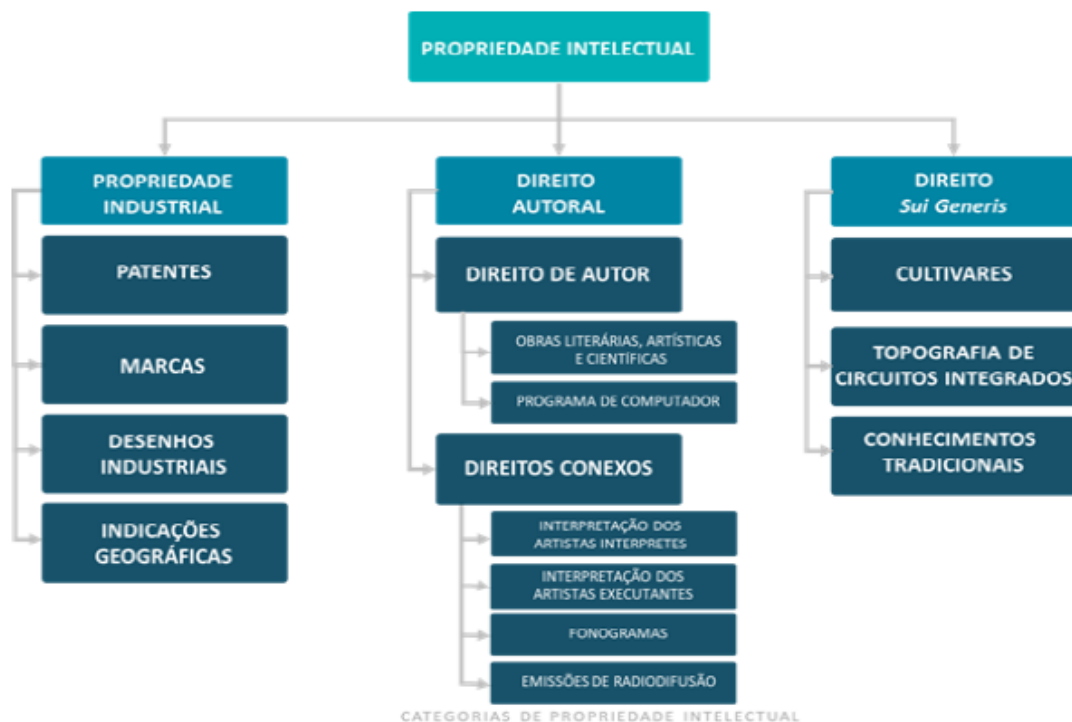 PROPRIEDADE INTELECTUAL
PROPRIEDADE
INDUSTRIAL
PATENTES
MARCAS
DESENHOS
INDUSTRIAIS
INDICAÇÕES
GEOGRÁFICAS
DIREITO
AUTORAL
DIREITO DE AUTOR
OBRAS LITERÁRIAS, ARTÍSTICAS
E CIENTÍFICAS
PROGRAMA DE COMPUTADOR
DIREITOS CONEXOS
INTERPRETAÇÃO DOS
ARTISTAS INTERPRETES
INTERPRETAÇÃO DOS
ARTISTAS EXECUTANTES
FONOGRAMAS
EMISSÕES DE RADIODIFUSÃO
DIREITO
Sui Generis
CULTIVARES
TOPOGRAFIA DE
CIRCUITOS INTEGRADOS
CONHECIMENTOS
TRADICIONAIS
CATEGORIAS DE PROPRIEDADE INTELECTUAL